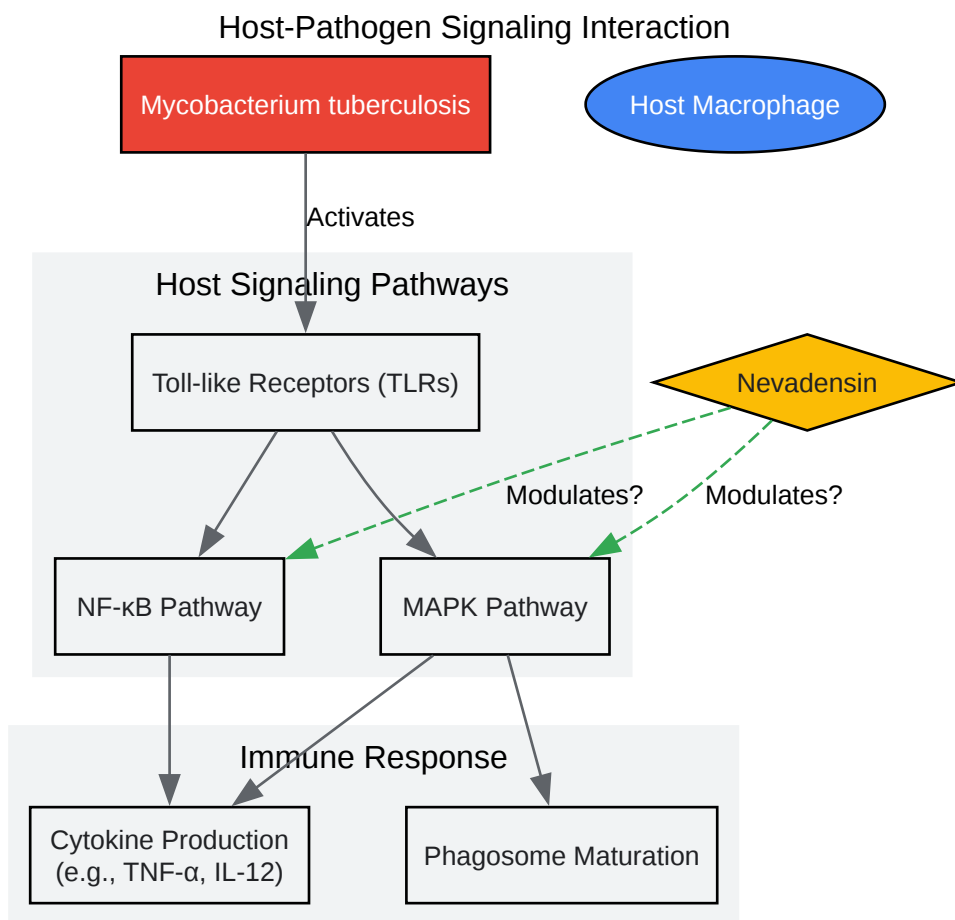 Host-Pathogen Signaling Interaction
Mycobacterium tuberculosis
Host Macrophage
Activates
Host Signaling Pathways
Toll-like Receptors (TLRs)
Nevadensin
Modulates?
Modulates?
NF-κB Pathway
MAPK Pathway
Immune Response
Cytokine Production
(e.g., TNF-α, IL-12)
Phagosome Maturation